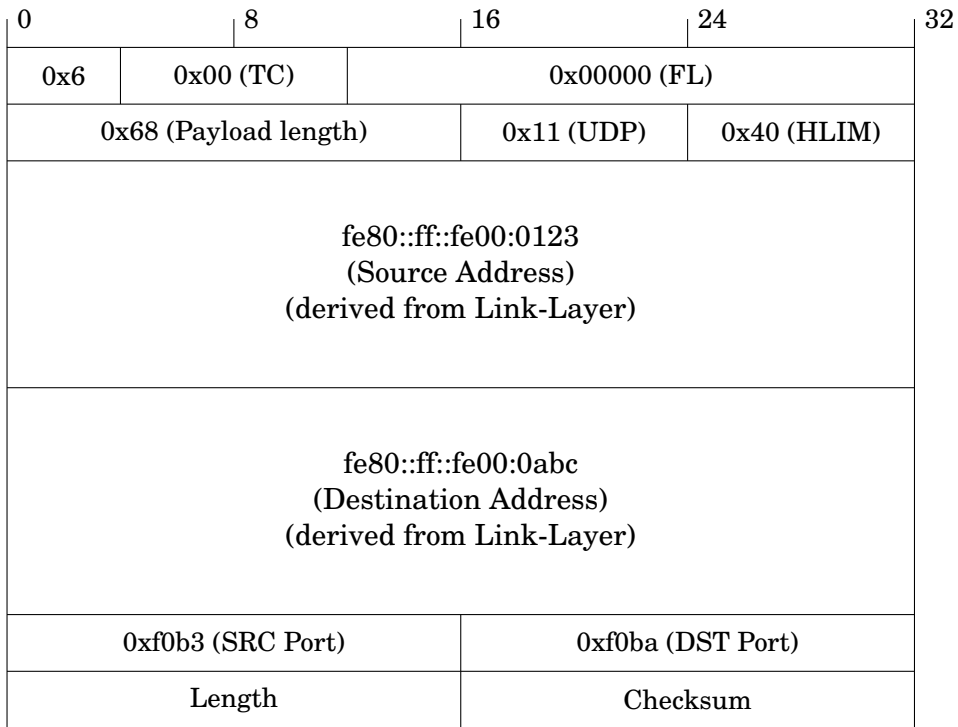 0 8 16 24 32
0x6 0x00 (TC) 0x00000 (FL)
0x68 (Payload length) 0x11 (UDP) 0x40 (HLIM)
fe80::ff::fe00:0123
(Source Address)
(derived from Link-Layer)
fe80::ff::fe00:0abc
(Destination Address)
(derived from Link-Layer)
0xf0b3 (SRC Port) 0xf0ba (DST Port)
Length Checksum